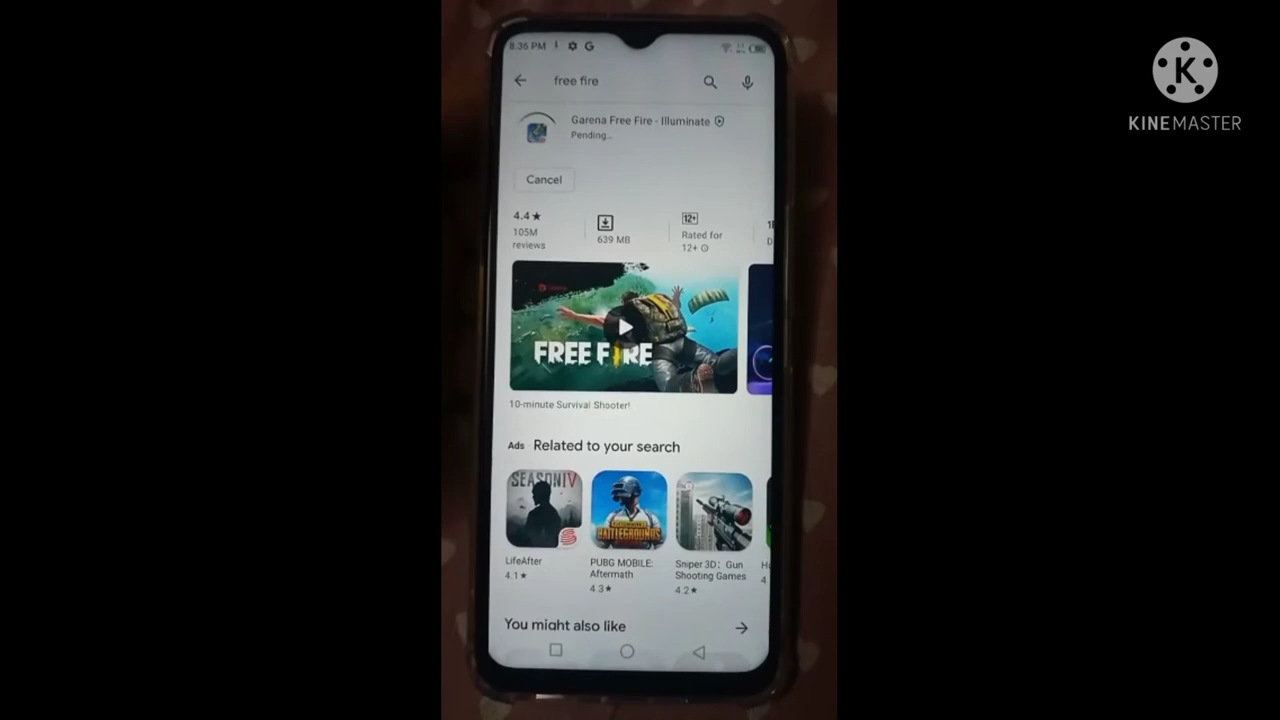 8:36 PM
free fire
Garena Free Fire - Illuminate
Pending...
Cancel
4.4★
105M
reviews
639 MB
12+
Rated for
12+
FREE FIRE
10-minute Survival Shooter!
Ads Related to your search
SEASON IV
BATTLEGROUNDS
LifeAfter
4.1★
PUBG MOBILE:
Aftermath
4.3★
Sniper 3D: Gun
Shooting Games
4.2★
4
You might also like
K
KINEMASTER